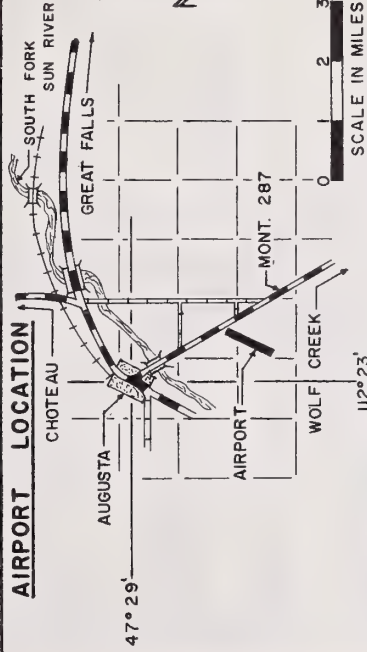 AIRPORT LOCATION
CHOTEAU
SOUTH FORK
SUN RIVER
GREAT FALLS
AUGUSTA
47° 29'
MONT. 287
AIRPORT
WOLF CREEK
112° 23'
0 1 2 3
SCALE IN MILES